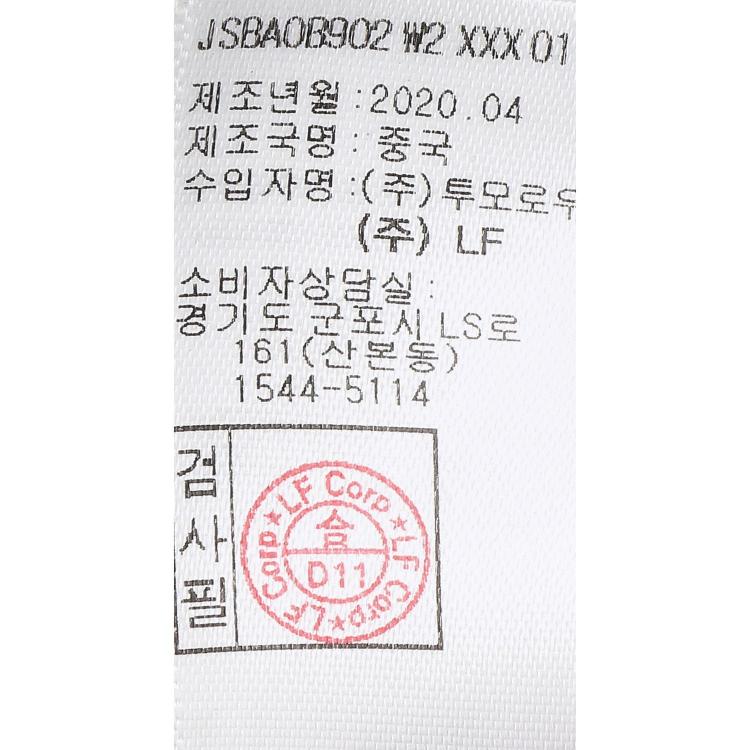 JSBA0B902 W2 XXX 01
제조년월 : 2020.04
제조국명 : 중국
수입자명 : (주) 투모로우
(주) LF
소비자상담실 :
경기도 군포시 LS로
161(산본동)
1544-5114
검사필
LF Corp ★ LF Corp ★ LF Corp ★
合
D11